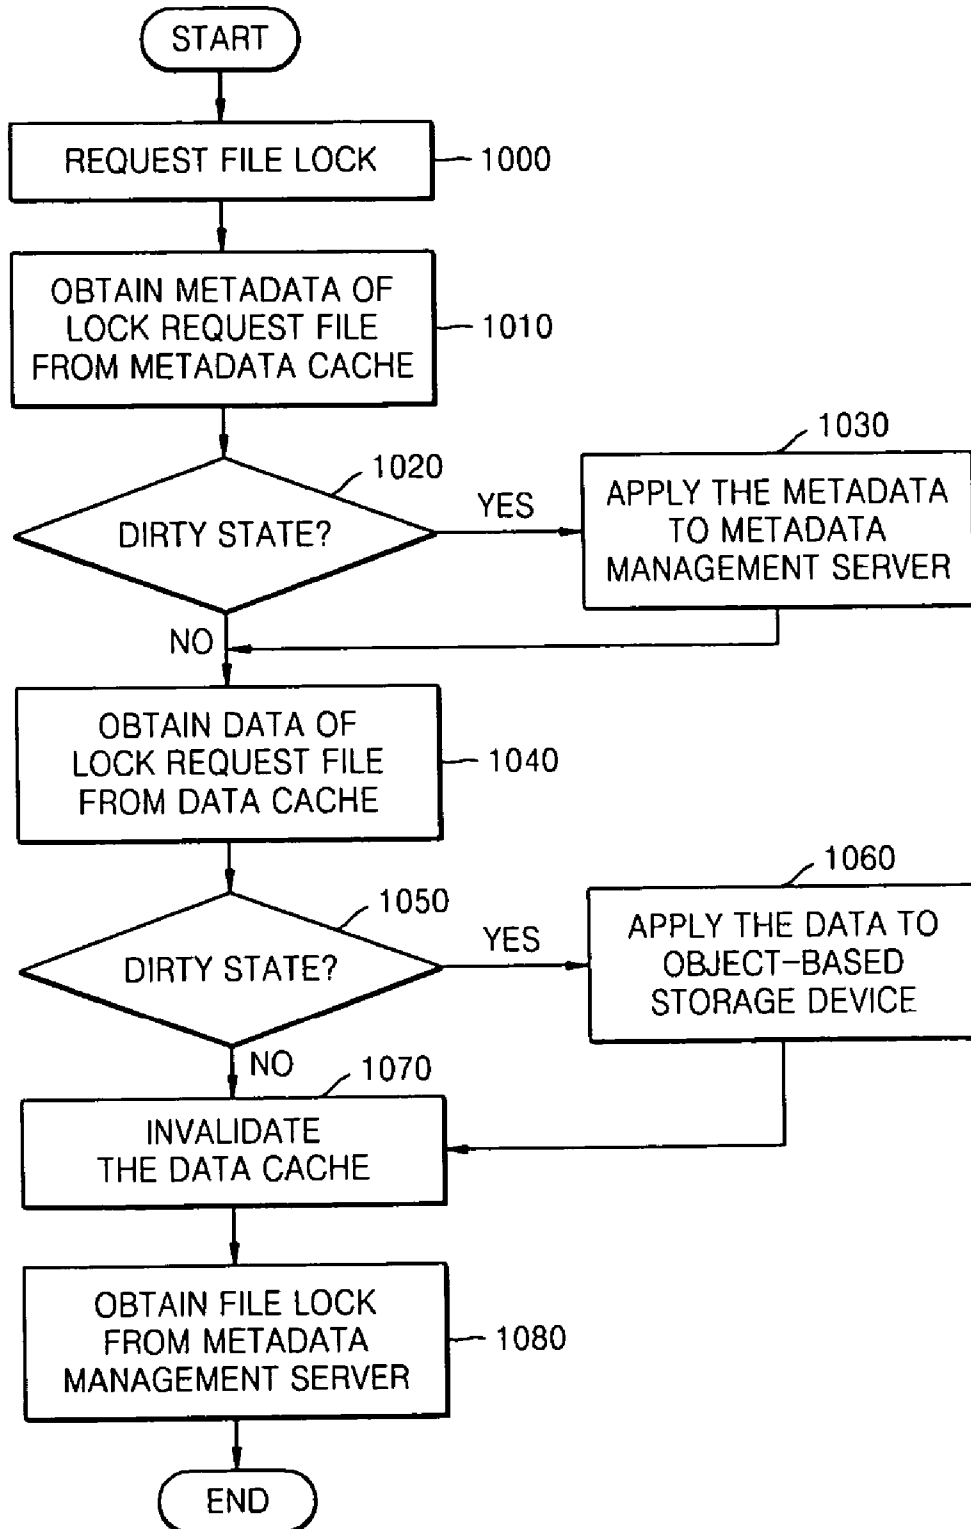 START
REQUEST FILE LOCK
1000
OBTAIN METADATA OF
LOCK REQUEST FILE
FROM METADATA CACHE
1010
DIRTY STATE?
1020
YES
1030
APPLY THE METADATA
TO METADATA
MANAGEMENT SERVER
NO
OBTAIN DATA OF
LOCK REQUEST FILE
FROM DATA CACHE
1040
DIRTY STATE?
1050
YES
1060
APPLY THE DATA TO
OBJECT-BASED
STORAGE DEVICE
NO
1070
INVALIDATE
THE DATA CACHE
OBTAIN FILE LOCK
FROM METADATA
MANAGEMENT SERVER
1080
END